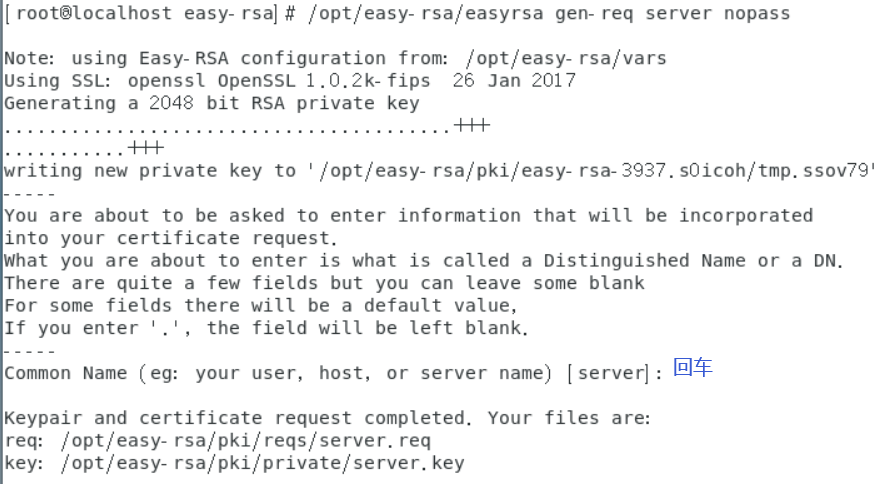 [root@localhost easy-rsa]# /opt/easy-rsa/easyrsa gen-req server nopass
Note: using Easy-RSA configuration from: /opt/easy-rsa/vars
Using SSL: openssl OpenSSL 1.0.2k-fips  26 Jan 2017
Generating a 2048 bit RSA private key
........................................+++
...........+++
writing new private key to '/opt/easy-rsa/pki/easy-rsa-3937.s0icoh/tmp.ssov79'
-----
You are about to be asked to enter information that will be incorporated
into your certificate request.
What you are about to enter is what is called a Distinguished Name or a DN.
There are quite a few fields but you can leave some blank
For some fields there will be a default value,
If you enter '.', the field will be left blank.
-----
Common Name (eg: your user, host, or server name) [server]: 回车
Keypair and certificate request completed. Your files are:
req: /opt/easy-rsa/pki/reqs/server.req
key: /opt/easy-rsa/pki/private/server.key